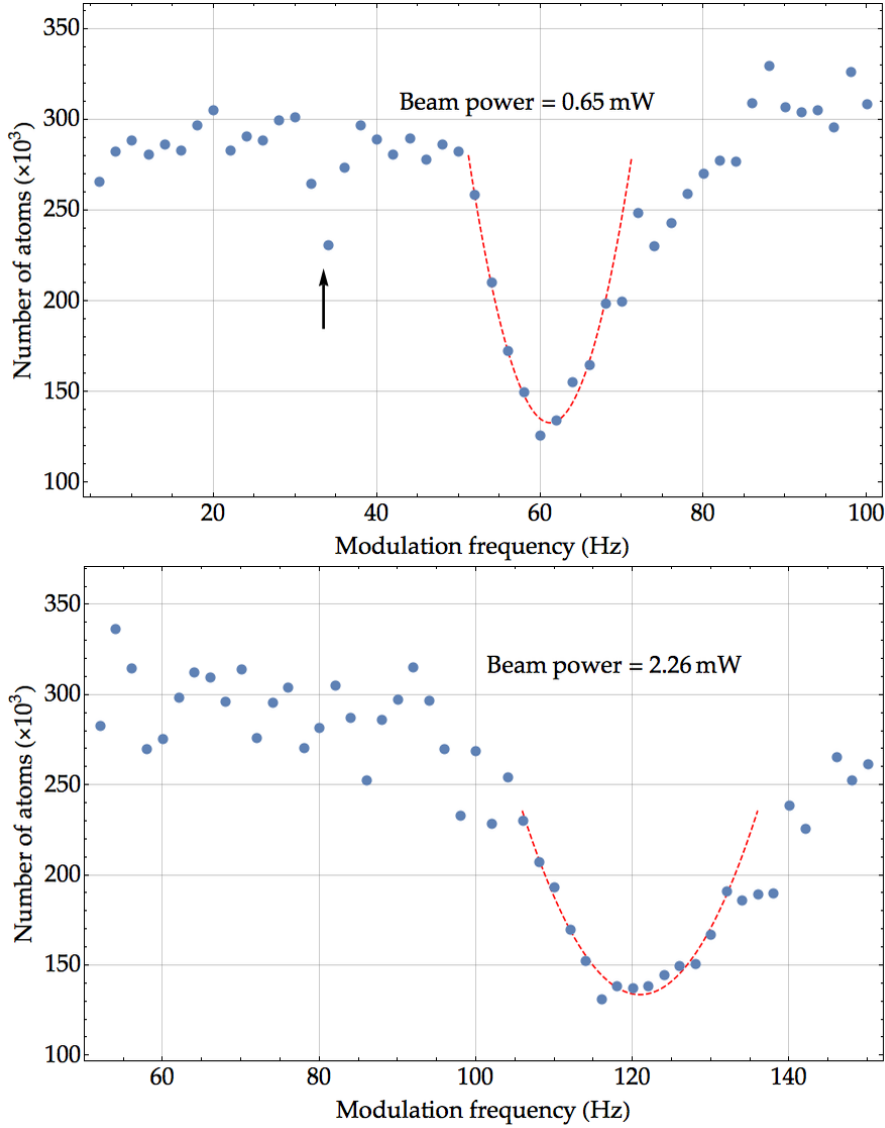 350
300
250
200
150
100
Number of atoms (×10³)
Beam power = 0.65 mW
20 40 60 80 100
Modulation frequency (Hz)
350
300
250
200
150
100
Number of atoms (×10³)
Beam power = 2.26 mW
60 80 100 120 140
Modulation frequency (Hz)